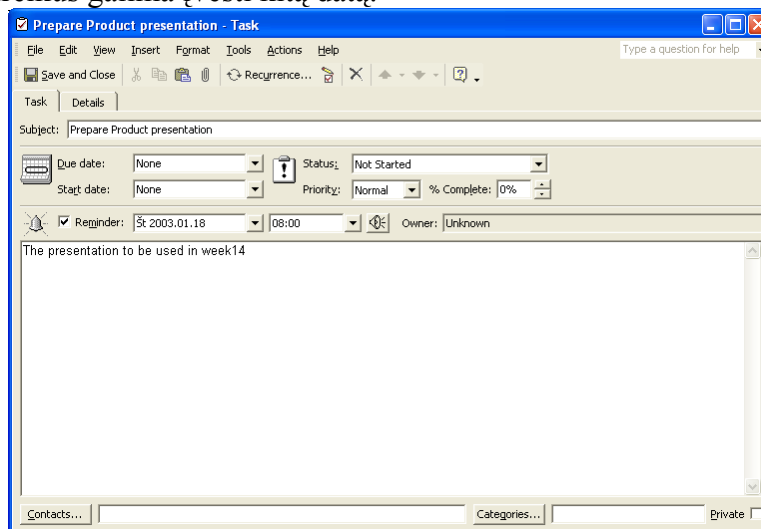 Prepare Product presentation - Task
File Edit View Insert Format Tools Actions Help Type a question for help
Save and Close Recurrence...
Task Details
Subject: Prepare Product presentation
Due date: None Status: Not Started
Start date: None Priority: Normal % Complete: 0%
Reminder: Št 2003.01.18 08:00 Owner: Unknown
The presentation to be used in week14
Contacts... Categories... Private